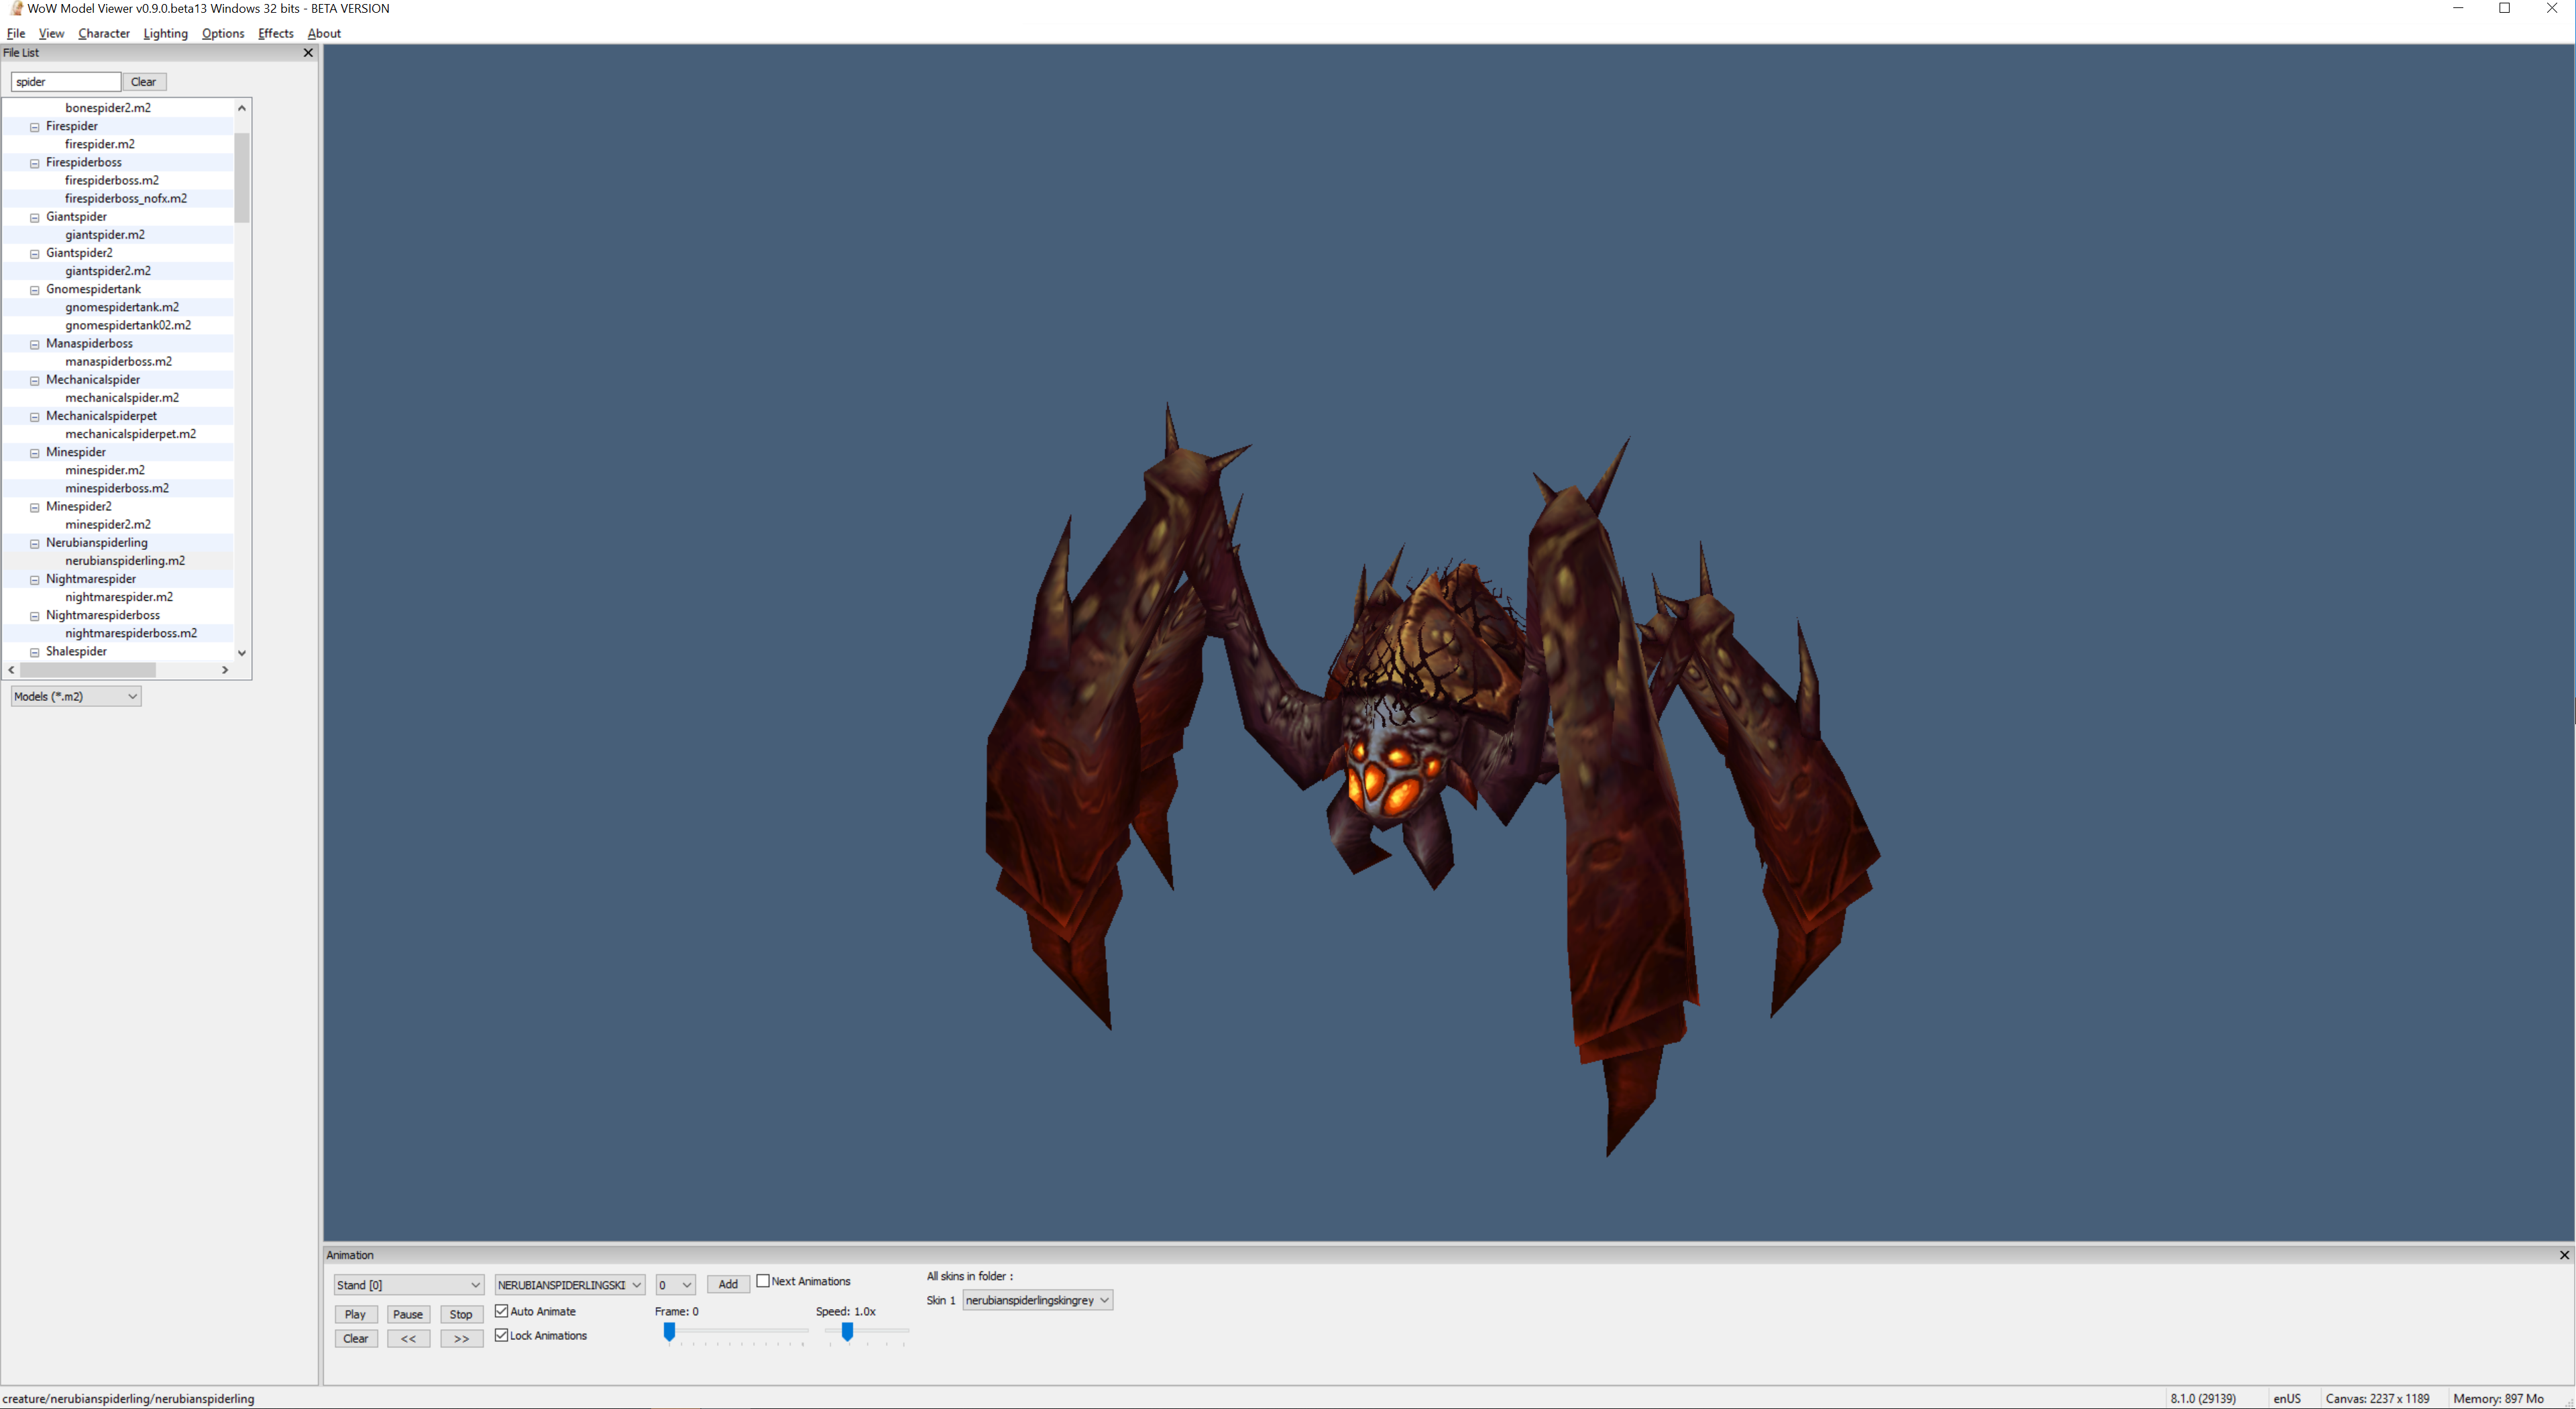 WoW Model Viewer v0.9.0.beta13 Windows 32 bits - BETA VERSION
File View Character Lighting Options Effects About
File List
spider Clear
bonespider2.m2
Firespider
firespider.m2
Firespiderboss
firespiderboss.m2
firespiderboss_nofx.m2
Giantspider
giantspider.m2
Giantspider2
giantspider2.m2
Gnomespidertank
gnomespidertank.m2
gnomespidertank02.m2
Manaspiderboss
manaspiderboss.m2
Mechanicalspider
mechanicalspider.m2
Mechanicalspiderpet
mechanicalspiderpet.m2
Minespider
minespider.m2
minespiderboss.m2
Minespider2
minespider2.m2
Nerubianspiderling
nerubianspiderling.m2
Nightmarespider
nightmarespider.m2
Nightmarespiderboss
nightmarespiderboss.m2
Shalespider
Models (*.m2)
Animation
Stand [0] NERUBIANSPIDERLINGSKI 0 Add Next Animations All skins in folder :
Skin 1 nerubianspiderlingskingrey
Play Pause Stop Auto Animate Frame: 0 Speed: 1.0x
Clear << >> Lock Animations
creature/nerubianspiderling/nerubianspiderling 8.1.0 (29139) enUS Canvas: 2237 x 1189 Memory: 897 Mo